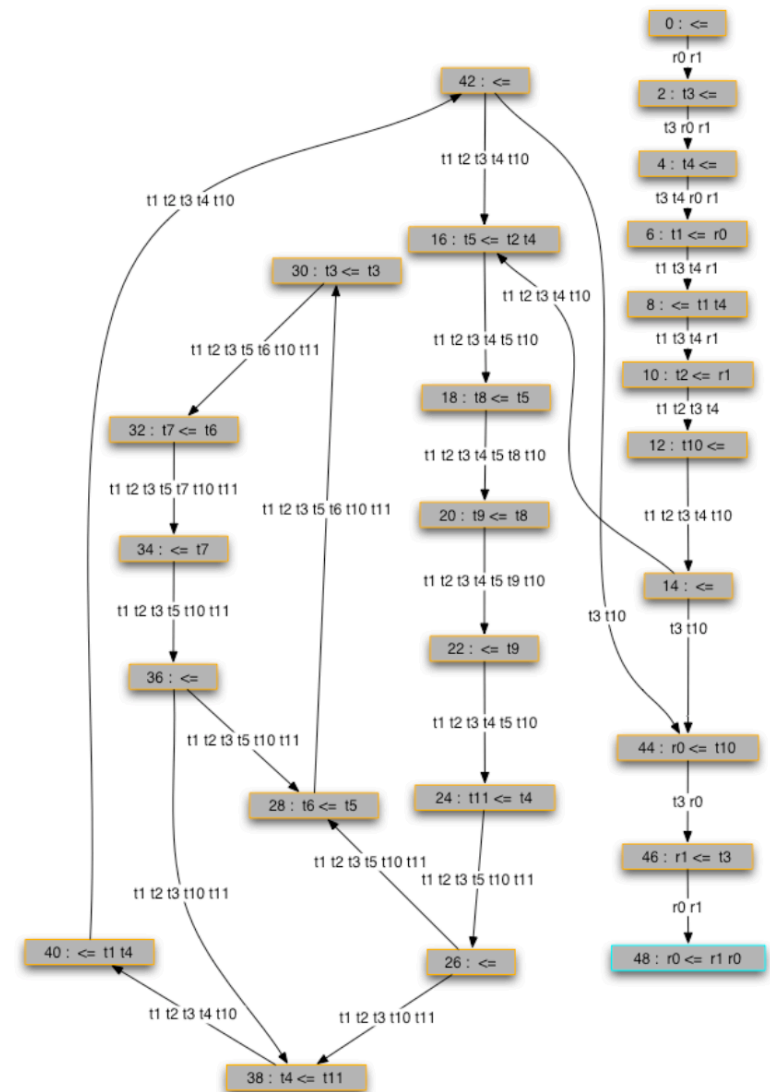 0 : <=
r0 r1
42 : <=
2 : t3 <=
t3 r0 r1
t1 t2 t3 t4 t10
4 : t4 <=
t3 t4 r0 r1
t1 t2 t3 t4 t10
16 : t5 <= t2 t4
6 : t1 <= r0
30 : t3 <= t3
t1 t3 t4 r1
t1 t2 t3 t4 t10
8 : <= t1 t4
t1 t3 t4 r1
t1 t2 t3 t4 t5 t10
t1 t2 t3 t5 t6 t10 t11
10 : t2 <= r1
18 : t8 <= t5
t1 t2 t3 t4
32 : t7 <= t6
12 : t10 <=
t1 t2 t3 t4 t5 t8 t10
t1 t2 t3 t5 t7 t10 t11
t1 t2 t3 t5 t6 t10 t11
20 : t9 <= t8
t1 t2 t3 t4 t10
34 : <= t7
t1 t2 t3 t4 t5 t9 t10
14 : <=
t1 t2 t3 t5 t10 t11
t3 t10
t3 t10
22 : <= t9
36 : <=
t1 t2 t3 t4 t5 t10
t1 t2 t3 t5 t10 t11
44 : r0 <= t10
24 : t11 <= t4
28 : t6 <= t5
t3 r0
46 : r1 <= t3
t1 t2 t3 t5 t10 t11
t1 t2 t3 t5 t10 t11
t1 t2 t3 t10 t11
r0 r1
40 : <= t1 t4
26 : <=
48 : r0 <= r1 r0
t1 t2 t3 t4 t10
t1 t2 t3 t10 t11
38 : t4 <= t11